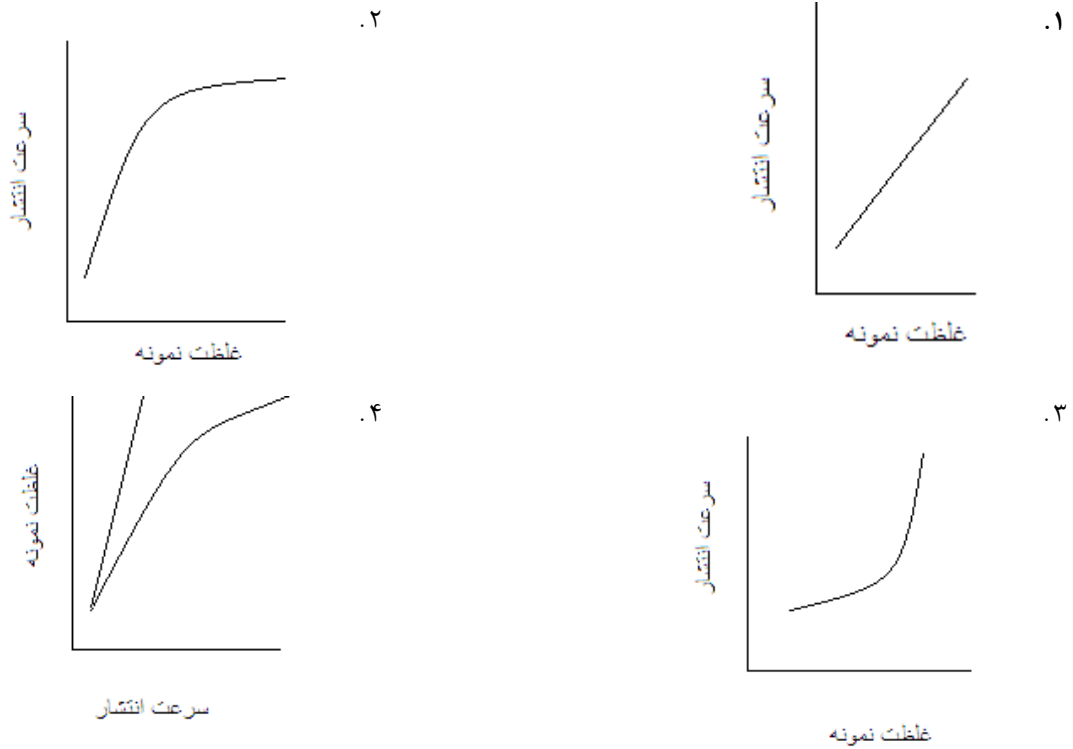 .۱
سرعت انتشار
غلظت نمونه
.۲
سرعت انتشار
غلظت نمونه
.۳
سرعت انتشار
غلظت نمونه
.۴
غلظت نمونه
سرعت انتشار